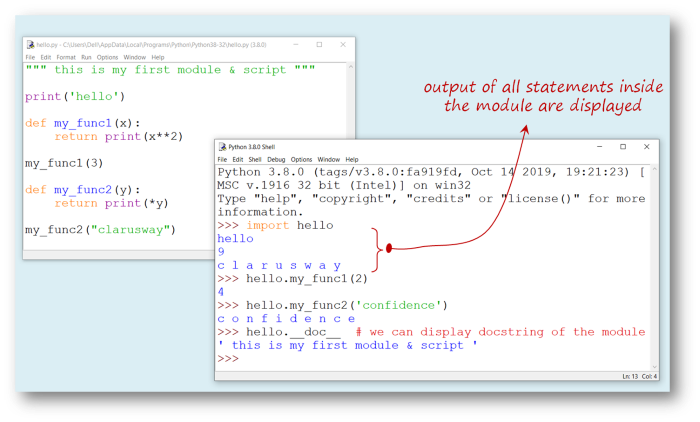 hello.py - C:\Users\Dell\AppData\Local\Programs\Python\Python38-32\hello.py (3.8.0)
File Edit Format Run Options Window Help
""" this is my first module & script """
print('hello')
def my_func1(x):
return print(x**2)
my_func1(3)
def my_func2(y):
return print(*y)
my_func2("clarusway")
output of all statements inside
the module are displayed
Python 3.8.0 Shell
File Edit Shell Debug Options Window Help
Python 3.8.0 (tags/v3.8.0:fa919fd, Oct 14 2019, 19:21:23) [
MSC v.1916 32 bit (Intel)] on win32
Type "help", "copyright", "credits" or "license()" for more
information.
>>> import hello
hello
9
c l a r u s w a y
>>> hello.my_func1(2)
4
>>> hello.my_func2('confidence')
c o n f i d e n c e
>>> hello.__doc__ # we can display docstring of the module
' this is my first module & script '
>>>
Ln: 13 Col: 4